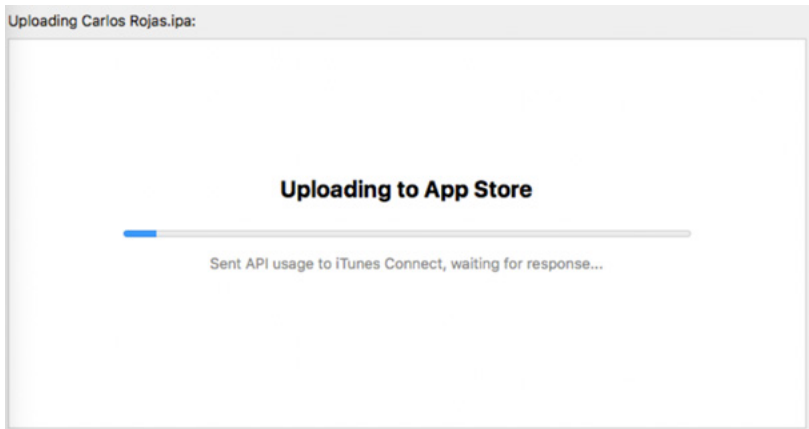 Uploading Carlos Rojas.ipa:
Uploading to App Store
Sent API usage to iTunes Connect, waiting for response...